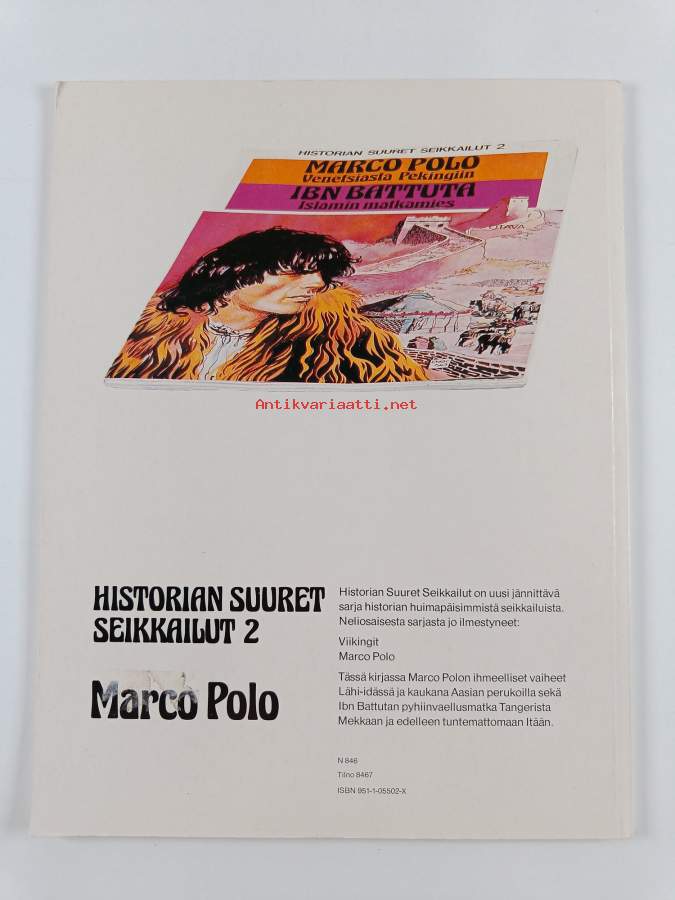 HISTORIAN SUURET SEIKKAILUT 2
MARCO POLO
Venetsiasta Pekingiin
IBN BATTUTA
Islamin matkamies
OTAVA
Antikvariaatti.net
HISTORIAN SUURET
SEIKKAILUT 2
Marco Polo
Historian Suuret Seikkailut on uusi jännittävä
sarja historian huimapäisimmistä seikkailuista.
Neliosaisesta sarjasta jo ilmestyneet:
Viikingit
Marco Polo
Tässä kirjassa Marco Polon ihmeelliset vaiheet
Lähi-idässä ja kaukana Aasian perukoilla sekä
Ibn Battutan pyhiinvaellusmatka Tangerista
Mekkaan ja edelleen tuntemattomaan Itään.
N 846
Tilno 8467
ISBN 951-1-05502-X